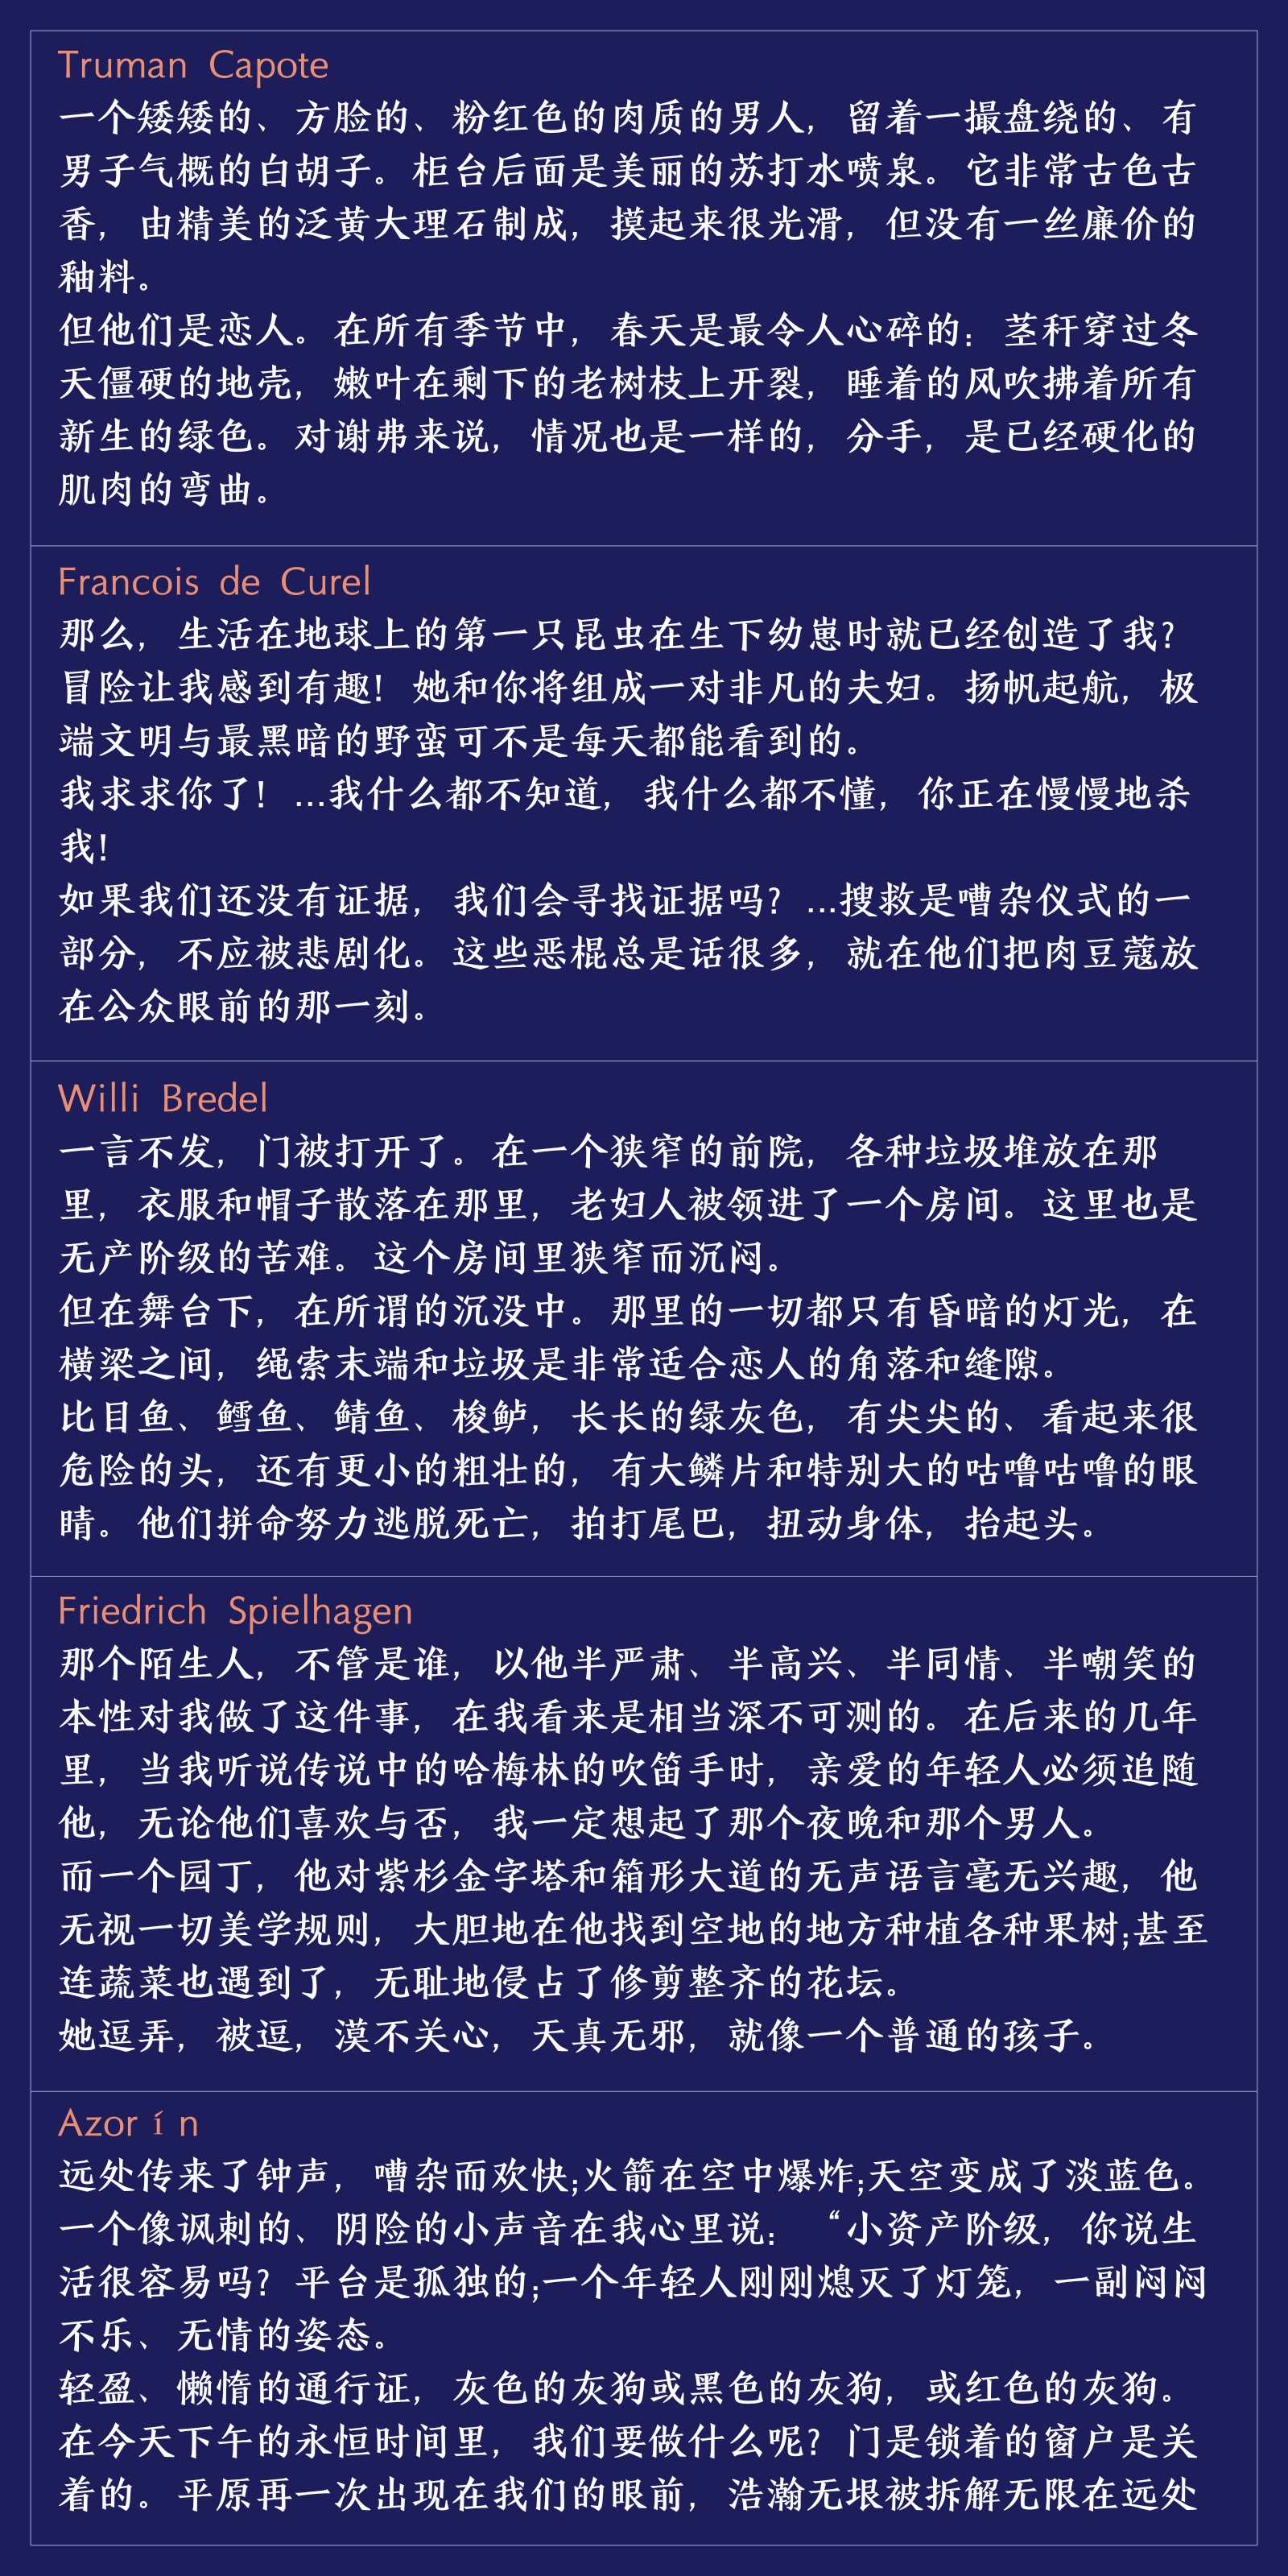 Truman Capote
一个矮矮的、方脸的、粉红色的肉质的男人，留着一撮盘绕的、有
男子气概的白胡子。柜台后面是美丽的苏打水喷泉。它非常古色古
香，由精美的泛黄大理石制成，摸起来很光滑，但没有一丝廉价的
釉料。
但他们是恋人。在所有季节中，春天是最令人心碎的：茎秆穿过冬
天僵硬的地壳，嫩叶在剩下的老树枝上开裂，睡着的风吹拂着所有
新生的绿色。对谢弗来说，情况也是一样的，分手，是已经硬化的
肌肉的弯曲。
Francois de Curel
那么，生活在地球上的第一只昆虫在生下幼崽时就已经创造了我？
冒险让我感到有趣！她和你将组成一对非凡的夫妇。扬帆起航，极
端文明与最黑暗的野蛮可不是每天都能看到的。
我求求你了！...我什么都不知道，我什么都不懂，你正在慢慢地杀
我！
如果我们还没有证据，我们会寻找证据吗？...搜救是嘈杂仪式的一
部分，不应被悲剧化。这些恶棍总是话很多，就在他们把肉豆蔻放
在公众眼前的那一刻。
Willi Bredel
一言不发，门被打开了。在一个狭窄的前院，各种垃圾堆放在那
里，衣服和帽子散落在那里，老妇人被领进了一个房间。这里也是
无产阶级的苦难。这个房间里狭窄而沉闷。
但在舞台下，在所谓的沉没中。那里的一切都只有昏暗的灯光，在
横梁之间，绳索末端和垃圾是非常适合恋人的角落和缝隙。
比目鱼、鳕鱼、鲭鱼、梭鲈，长长的绿灰色，有尖尖的、看起来很
危险的头，还有更小的粗壮的，有大鳞片和特别大的咕噜咕噜的眼
睛。他们拼命努力逃脱死亡，拍打尾巴，扭动身体，抬起头。
Friedrich Spielhagen
那个陌生人，不管是谁，以他半严肃、半高兴、半同情、半嘲笑的
本性对我做了这件事，在我看来是相当深不可测的。在后来的几年
里，当我听说传说中的哈梅林的吹笛手时，亲爱的年轻人必须追随
他，无论他们喜欢与否，我一定想起了那个夜晚和那个男人。
而一个园丁，他对紫杉金字塔和箱形大道的无声语言毫无兴趣，他
无视一切美学规则，大胆地在他找到空地的地方种植各种果树;甚至
连蔬菜也遇到了，无耻地侵占了修剪整齐的花坛。
她逗弄，被逗，漠不关心，天真无邪，就像一个普通的孩子。
Azorín
远处传来了钟声，嘈杂而欢快;火箭在空中爆炸;天空变成了淡蓝色。
一个像讽刺的、阴险的小声音在我心里说：“小资产阶级，你说生
活很容易吗？平台是孤独的;一个年轻人刚刚熄灭了灯笼，一副闷闷
不乐、无情的姿态。
轻盈、懒惰的通行证，灰色的灰狗或黑色的灰狗，或红色的灰狗。
在今天下午的永恒时间里，我们要做什么呢？门是锁着的窗户是关
着的。平原再一次出现在我们的眼前，浩瀚无垠被拆解无限在远处